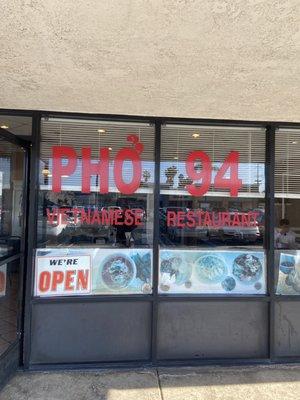 PHỞ 94
VIETNAMESE RESTAURANT
WE'RE
OPEN